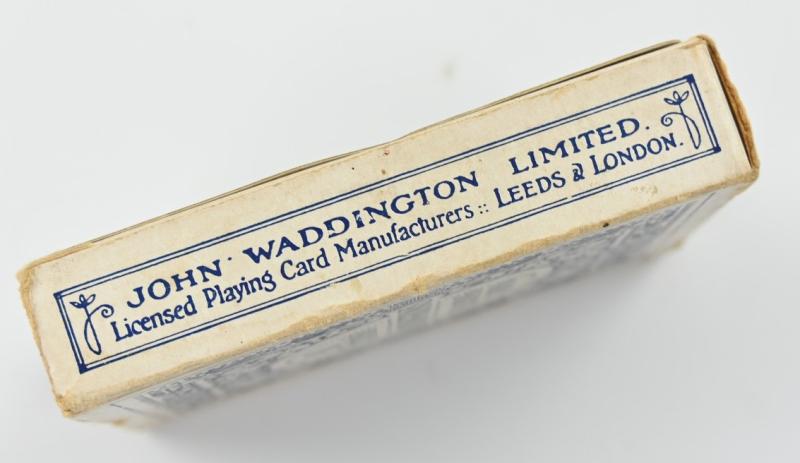 JOHN WADDINGTON LIMITED.
Licensed Playing Card Manufacturers :: LEEDS & LONDON.